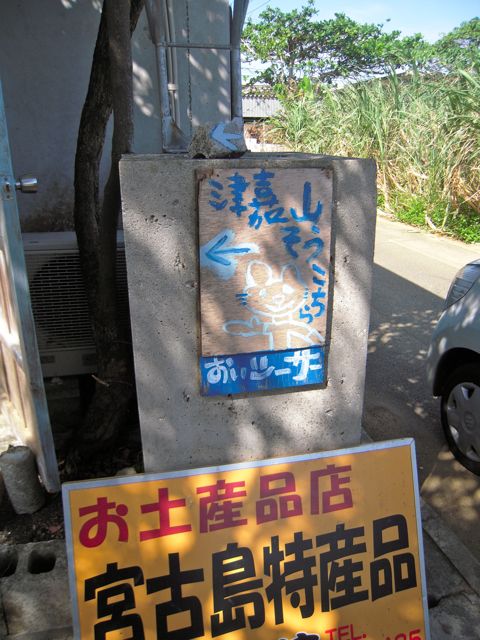 津嘉山
そうこちら
おいシーサ
お土産品店
宮古島特産品
TEL: